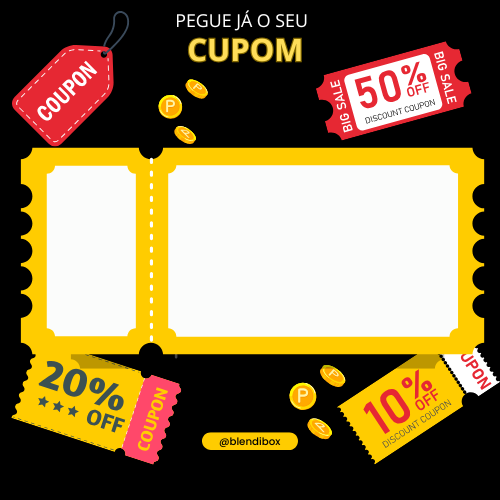 PEGUE JÁ O SEU
CUPOM
COUPON
BIG SALE
50%
OFF
DISCOUNT COUPON
BIG SALE
P
P
P
20%
OFF
COUPON
P
P
P
10%
OFF
DISCOUNT COUPON
@blendibox